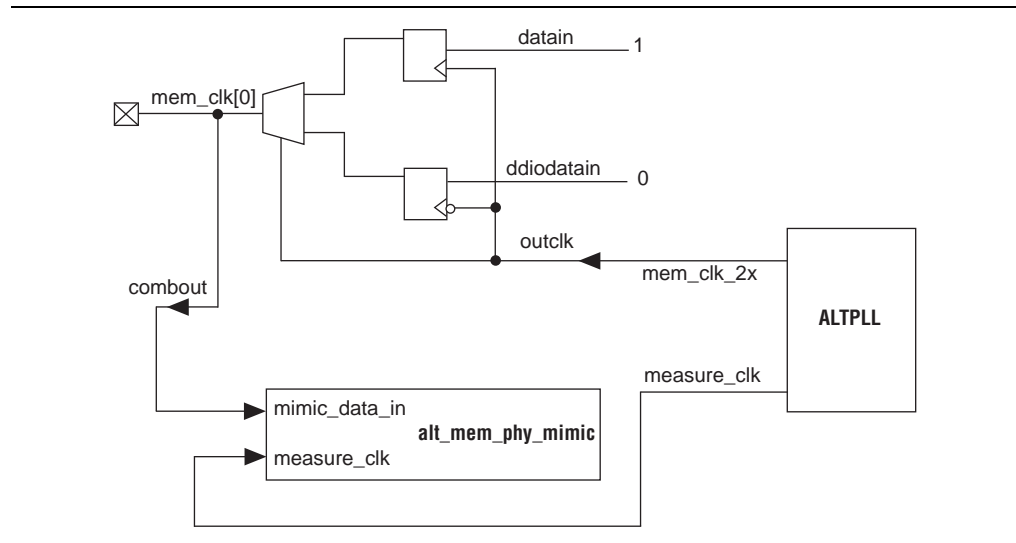 datain
1
mem_clk[0]
ddiodatain
0
outclk
mem_clk_2x
combout
ALTPLL
measure_clk
mimic_data_in
alt_mem_phy_mimic
measure_clk